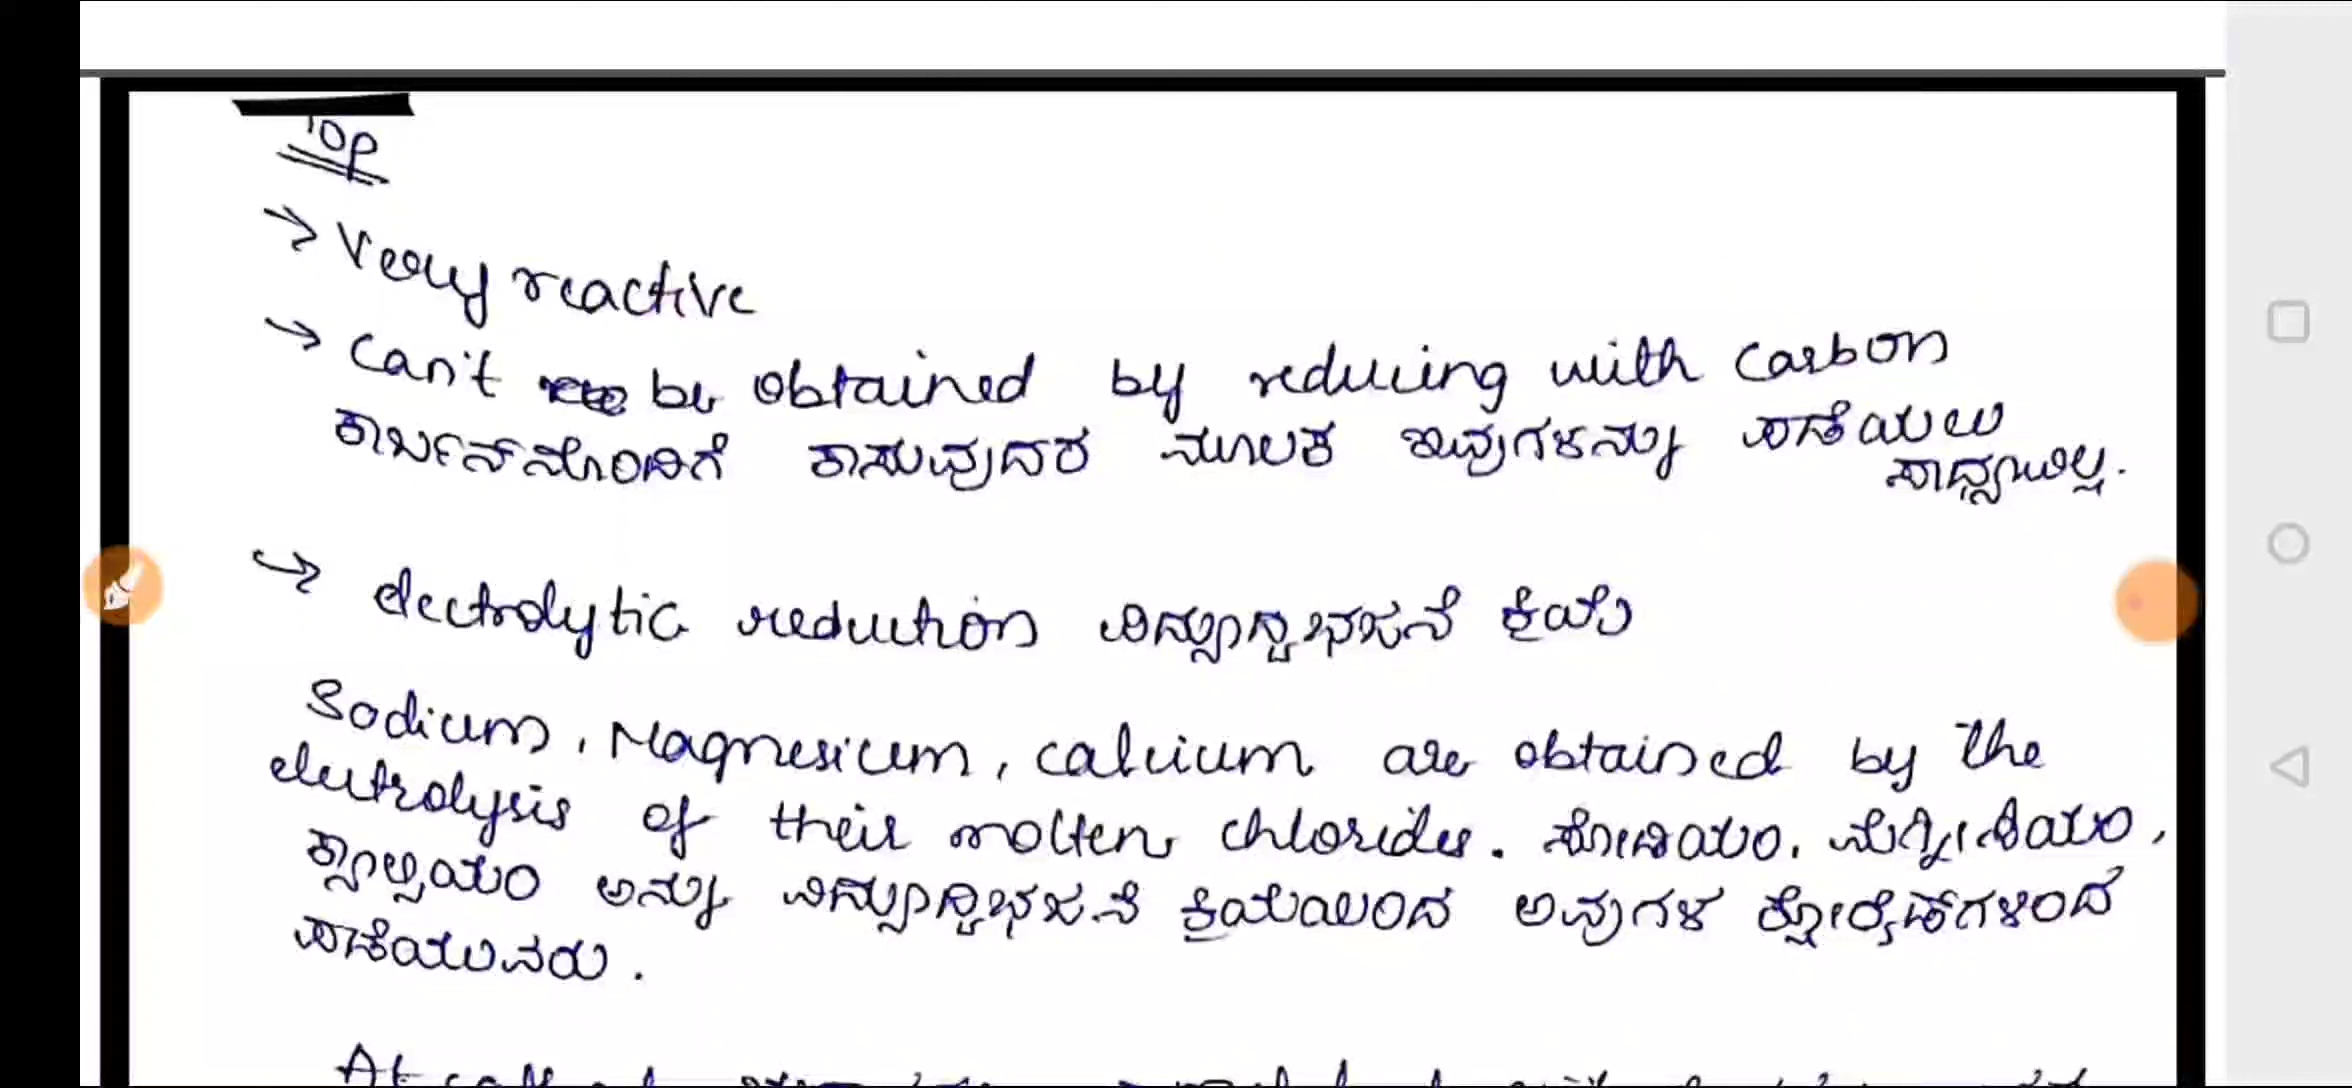 Top
→ Very reactive
→ Can't be obtained by reducing with Carbon
ಕಾರ್ಬನ್‌ನೊಂದಿಗೆ ಕಾಸುವುದರ ಮೂಲಕ ಇವುಗಳನ್ನು ಪಡೆಯಲು
ಸಾಧ್ಯವಿಲ್ಲ.
→ electrolytic reduction ವಿದ್ಯುದ್ವಿಭಜನೆ ಕ್ರಿಯೆ
Sodium, Magnesium, calcium are obtained by the
electrolysis of their molten chlorides. ಸೋಡಿಯಂ, ಮೆಗ್ನೀಶಿಯಂ,
ಕ್ಯಾಲ್ಸಿಯಂ ಅನ್ನು ವಿದ್ಯುದ್ವಿಭಜನೆ ಕ್ರಿಯೆಯಿಂದ ಅವುಗಳ ಕ್ಲೋರೈಡ್‌ಗಳಿಂದ
ಪಡೆಯುವರು.
At